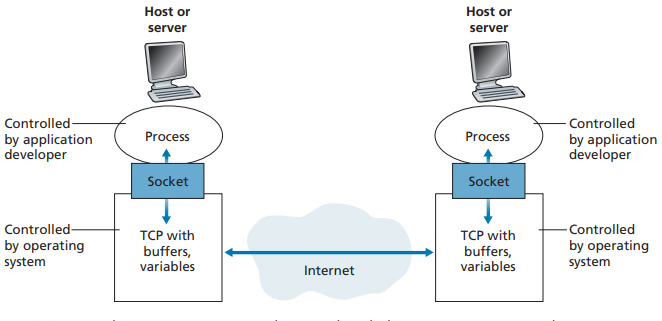 Host or
server
Host or
server
Controlled
by application
developer
Process
Process
Controlled
by application
developer
Socket
Socket
Controlled
by operating
system
TCP with
buffers,
variables
Internet
TCP with
buffers,
variables
Controlled
by operating
system